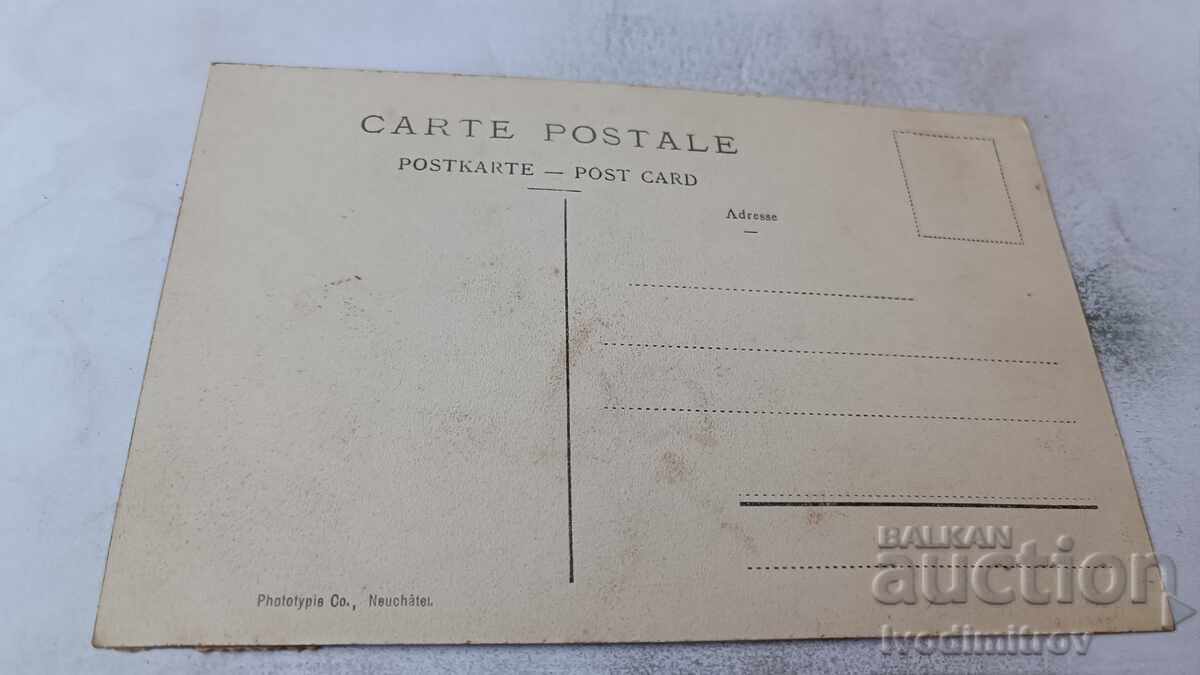 CARTE POSTALE
POSTKARTE — POST CARD
Adresse
Phototypie Co., Neuchâtel.
BALKAN
auction
Ivodimitrov